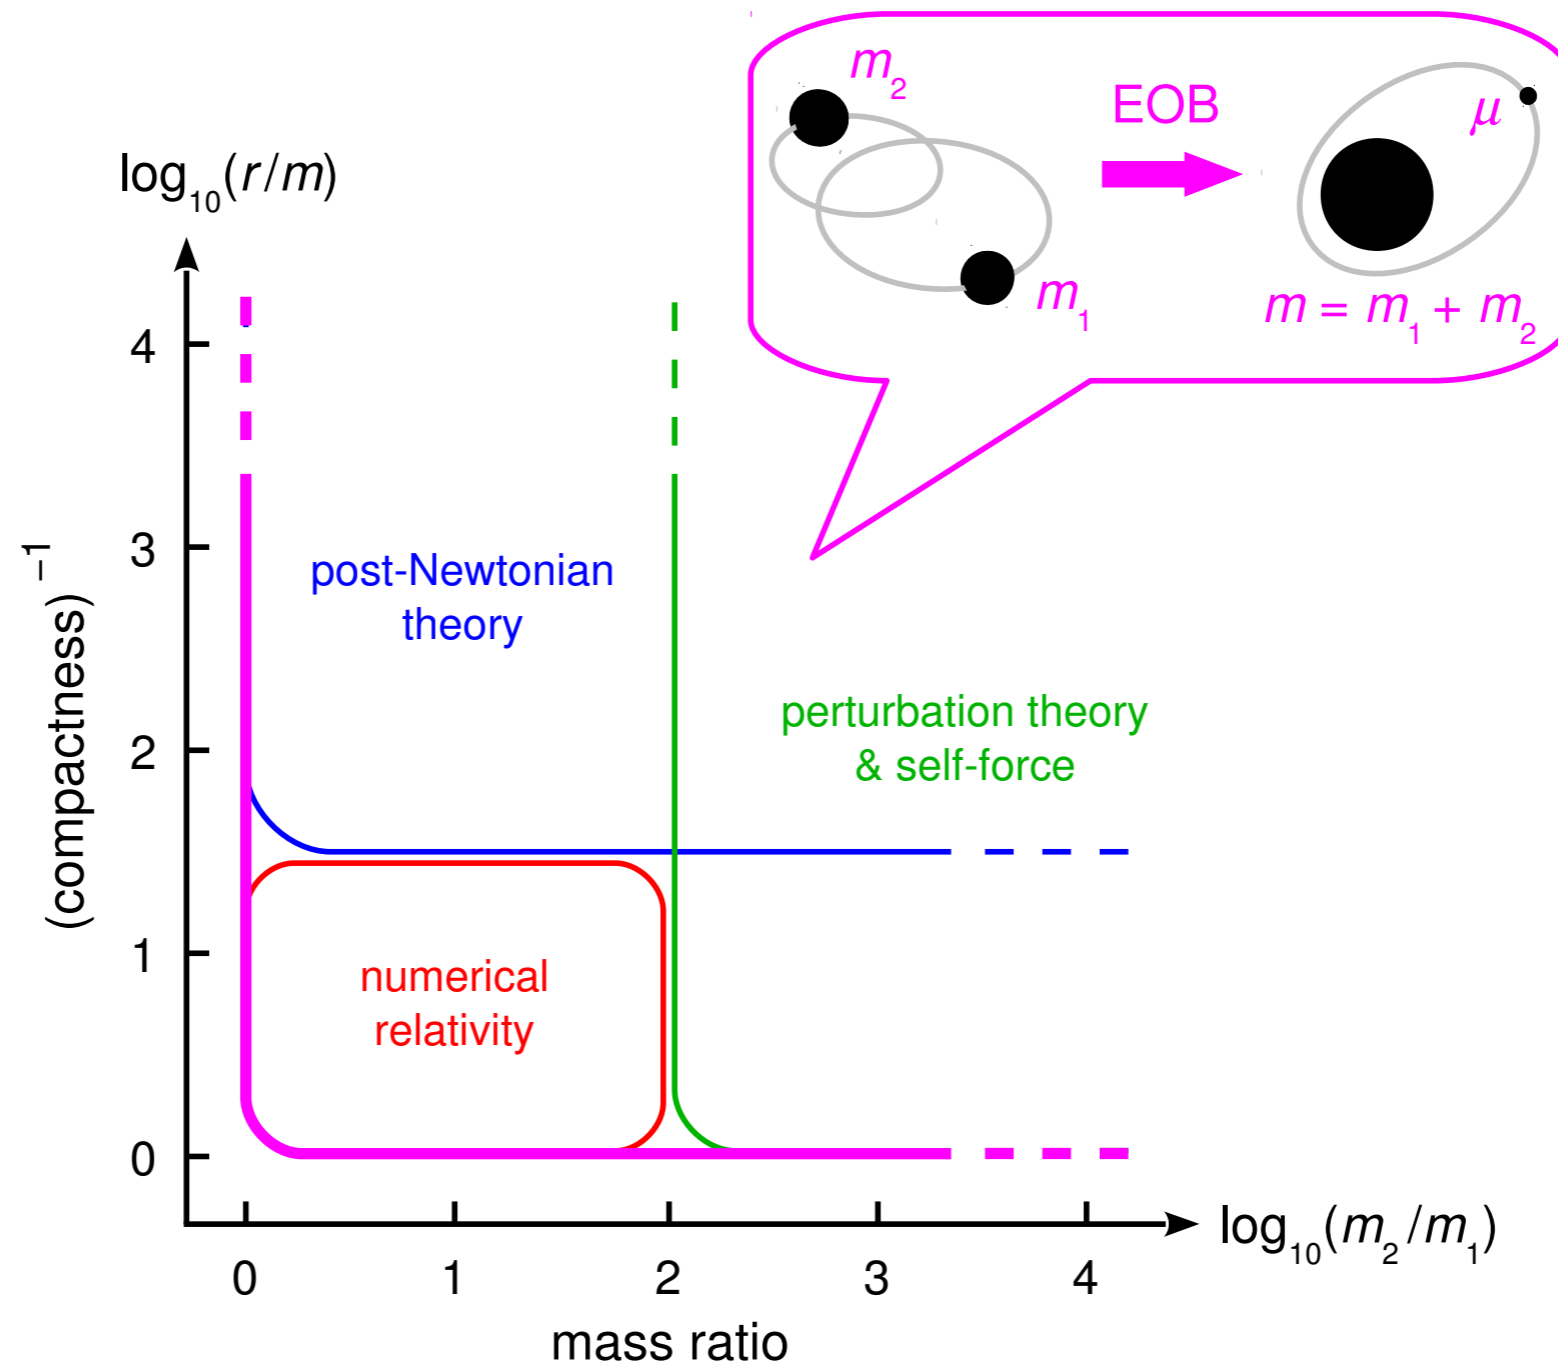 m₂
EOB
μ
m₁
m = m₁ + m₂
log₁₀(r/m)
4
3
2
1
0
(compactness)⁻¹
post-Newtonian
theory
perturbation theory
& self-force
numerical
relativity
0 1 2 3 4
log₁₀(m₂/m₁)
mass ratio